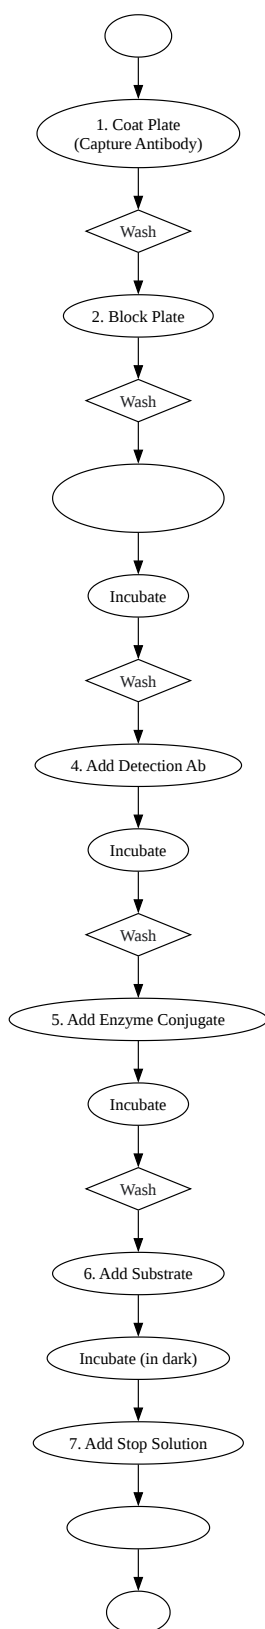 1. Coat Plate
(Capture Antibody)
Wash
2. Block Plate
Wash
Incubate
Wash
4. Add Detection Ab
Incubate
Wash
5. Add Enzyme Conjugate
Incubate
Wash
6. Add Substrate
Incubate (in dark)
7. Add Stop Solution